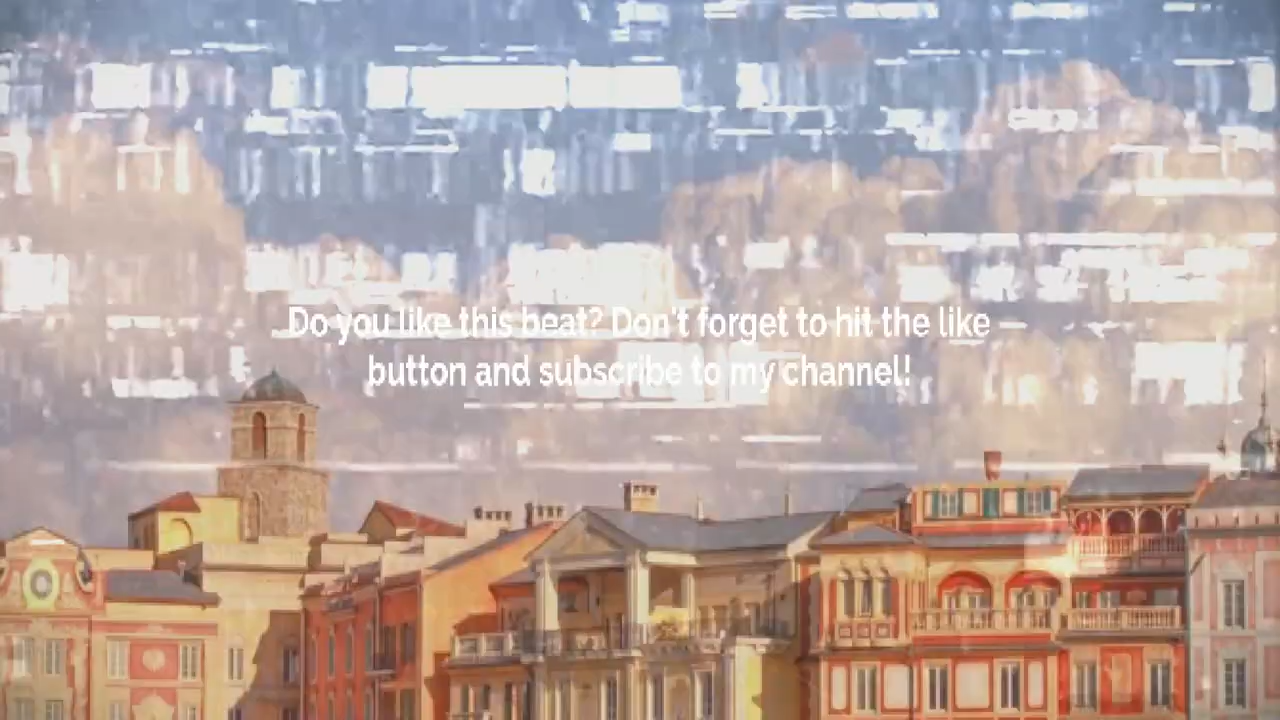 Do you like this beat? Don't forget to hit the like
button and subscribe to my channel!